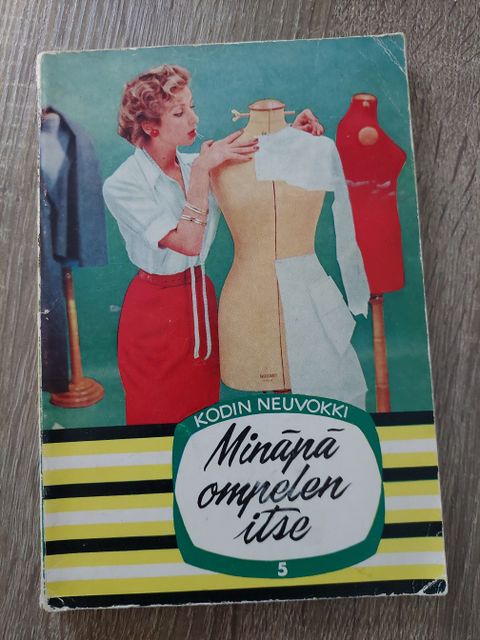 KODIN NEUVOKKI
Minäpä
ompelen
itse
5